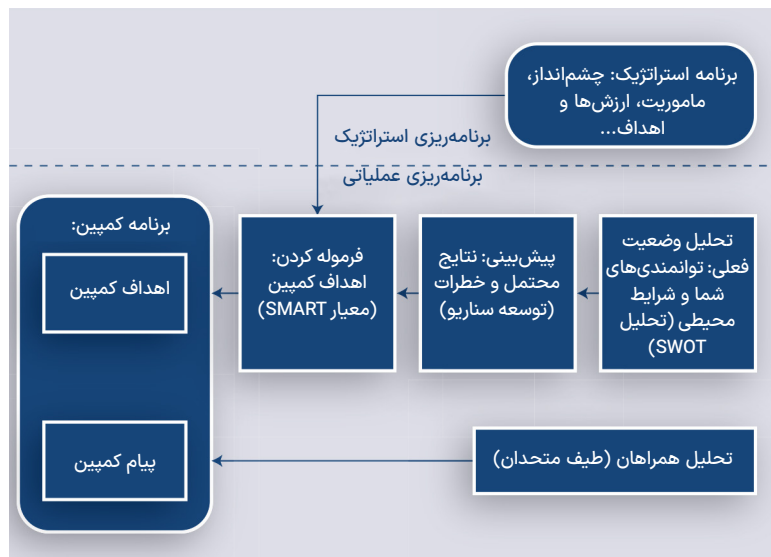 برنامه استراتژیک: چشم‌انداز،
ماموریت، ارزش‌ها و
اهداف...
برنامه‌ریزی استراتژیک
برنامه‌ریزی عملیاتی
تحلیل وضعیت
فعلی: توانمندی‌های
شما و شرایط
محیطی (تحلیل
SWOT)
پیش‌بینی: نتایج
محتمل و خطرات
(توسعه سناریو)
فرموله کردن:
اهداف کمپین
(معیار SMART)
برنامه کمپین:
اهداف کمپین
تحلیل همراهان (طیف متحدان)
پیام کمپین